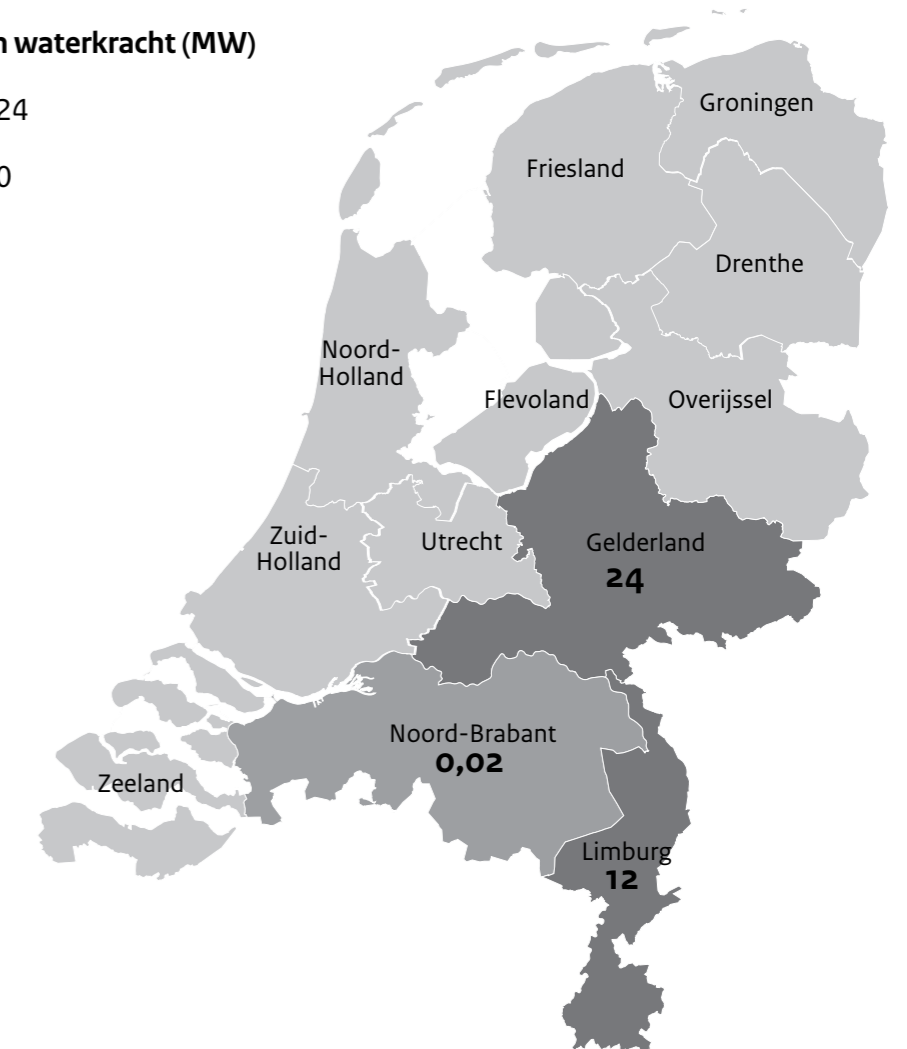 waterkracht (MW)
24
0
Groningen
Friesland
Drenthe
Noord-
Holland
Flevoland
Overijssel
Zuid-
Holland
Utrecht
Gelderland
24
Noord-Brabant
0,02
Zeeland
Limburg
12